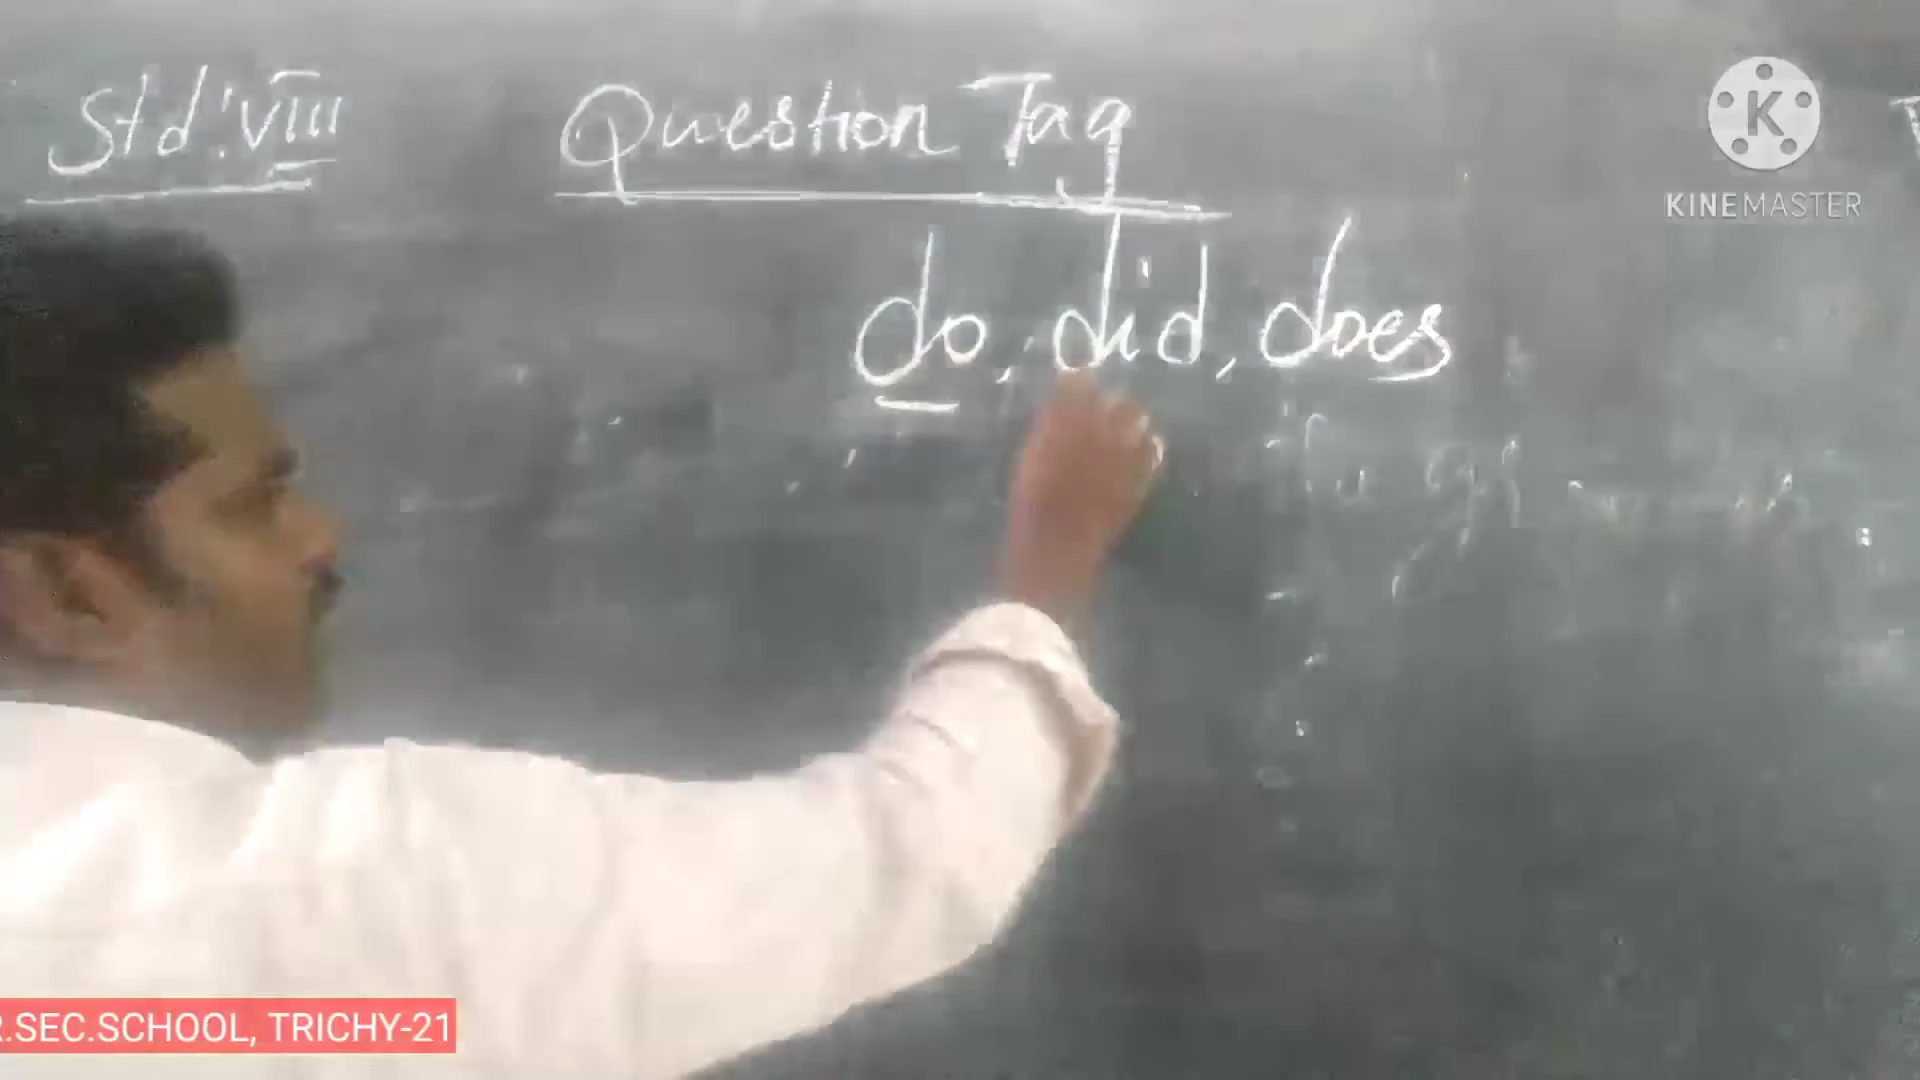 Std: VIII
Question Tag
do, did, does
KINEMASTER
R.SEC.SCHOOL, TRICHY-21